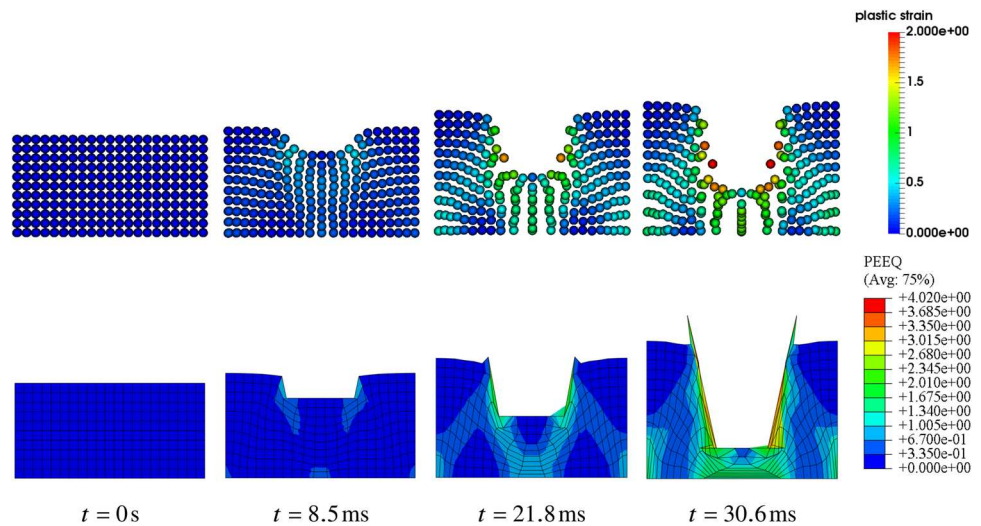 plastic strain
2.000e+00
1.5
1
0.5
0.000e+00
PEEQ
(Avg: 75%)
+4.020e+00
+3.685e+00
+3.350e+00
+3.015e+00
+2.680e+00
+2.345e+00
+2.010e+00
+1.675e+00
+1.340e+00
+1.005e+00
+6.700e-01
+3.350e-01
+0.000e+00
t = 0 s t = 8.5 ms t = 21.8 ms t = 30.6 ms